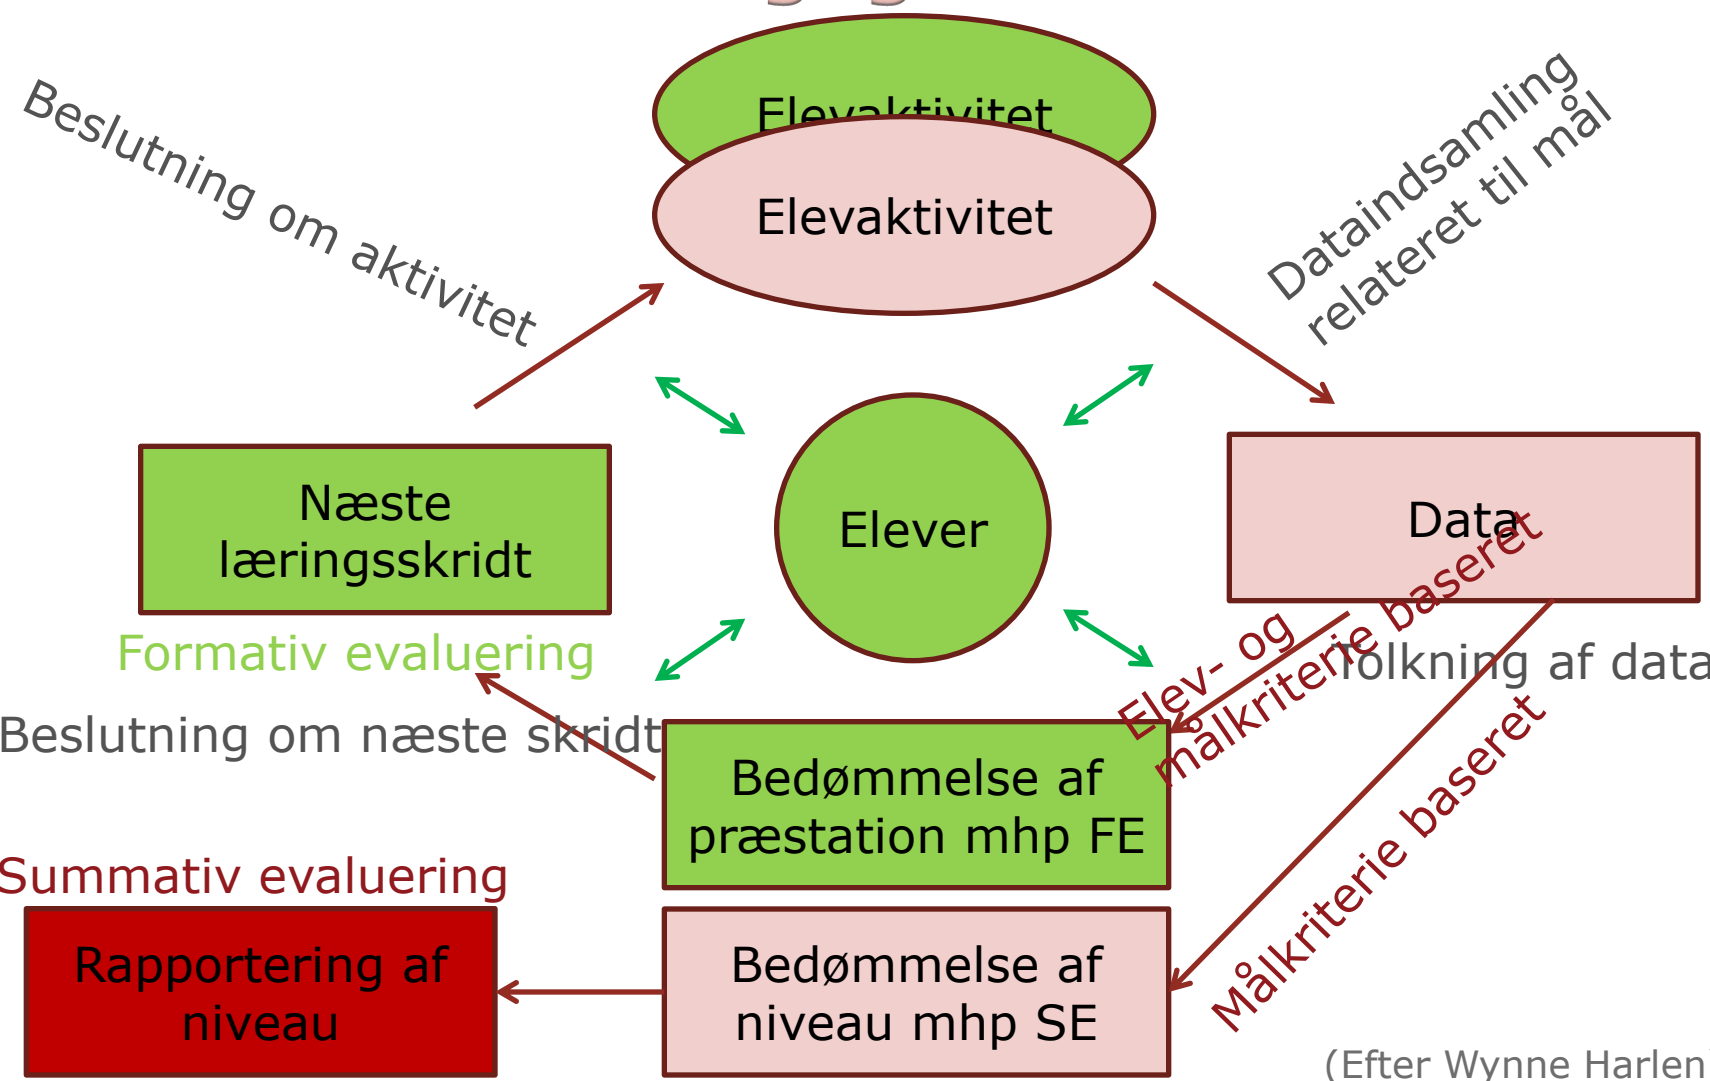 Elevaktivitet
Elevaktivitet
Beslutning om aktivitet
Dataindsamling
relateret til mål
Næste
læringsskridt
Elever
Data
Formativ evaluering
Elev- og
målkriterie baseret
Tolkning af data
Beslutning om næste skridt
Bedømmelse af
præstation mhp FE
Målkriterie baseret
Summativ evaluering
Rapportering af
niveau
Bedømmelse af
niveau mhp SE
(Efter Wynne Harlen)